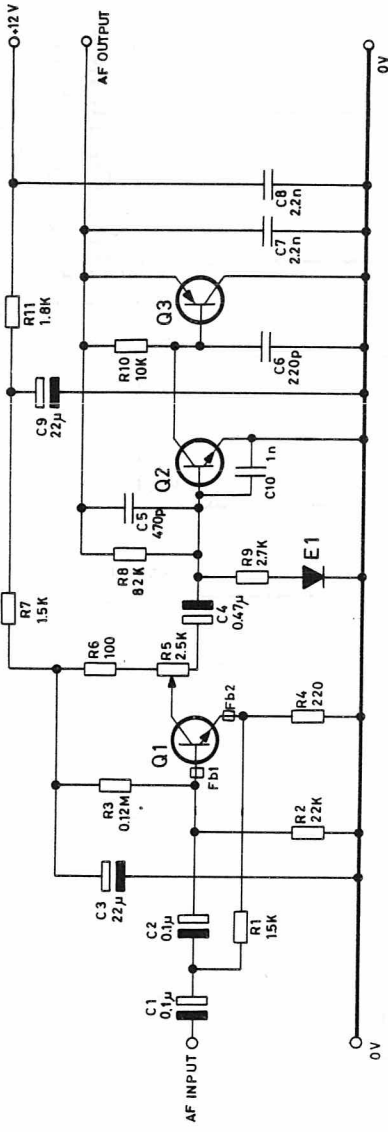 +12 V
AF OUTPUT
R11
1.8K
C9
22µ
R7
1.5K
R10
10K
Q3
C8
2.2n
C7
2.2n
R6
100
R5
2.5K
R8
82K
C5
470p
Q2
C6
220p
R3
0.12M
C3
22µ
Q1
C4
0.47µ
C10
1n
R9
2.7K
E1
Fb1
Fb2
C1
0.1µ
C2
0.1µ
AF INPUT
R1
15K
R2
22K
R4
220
0V
0V